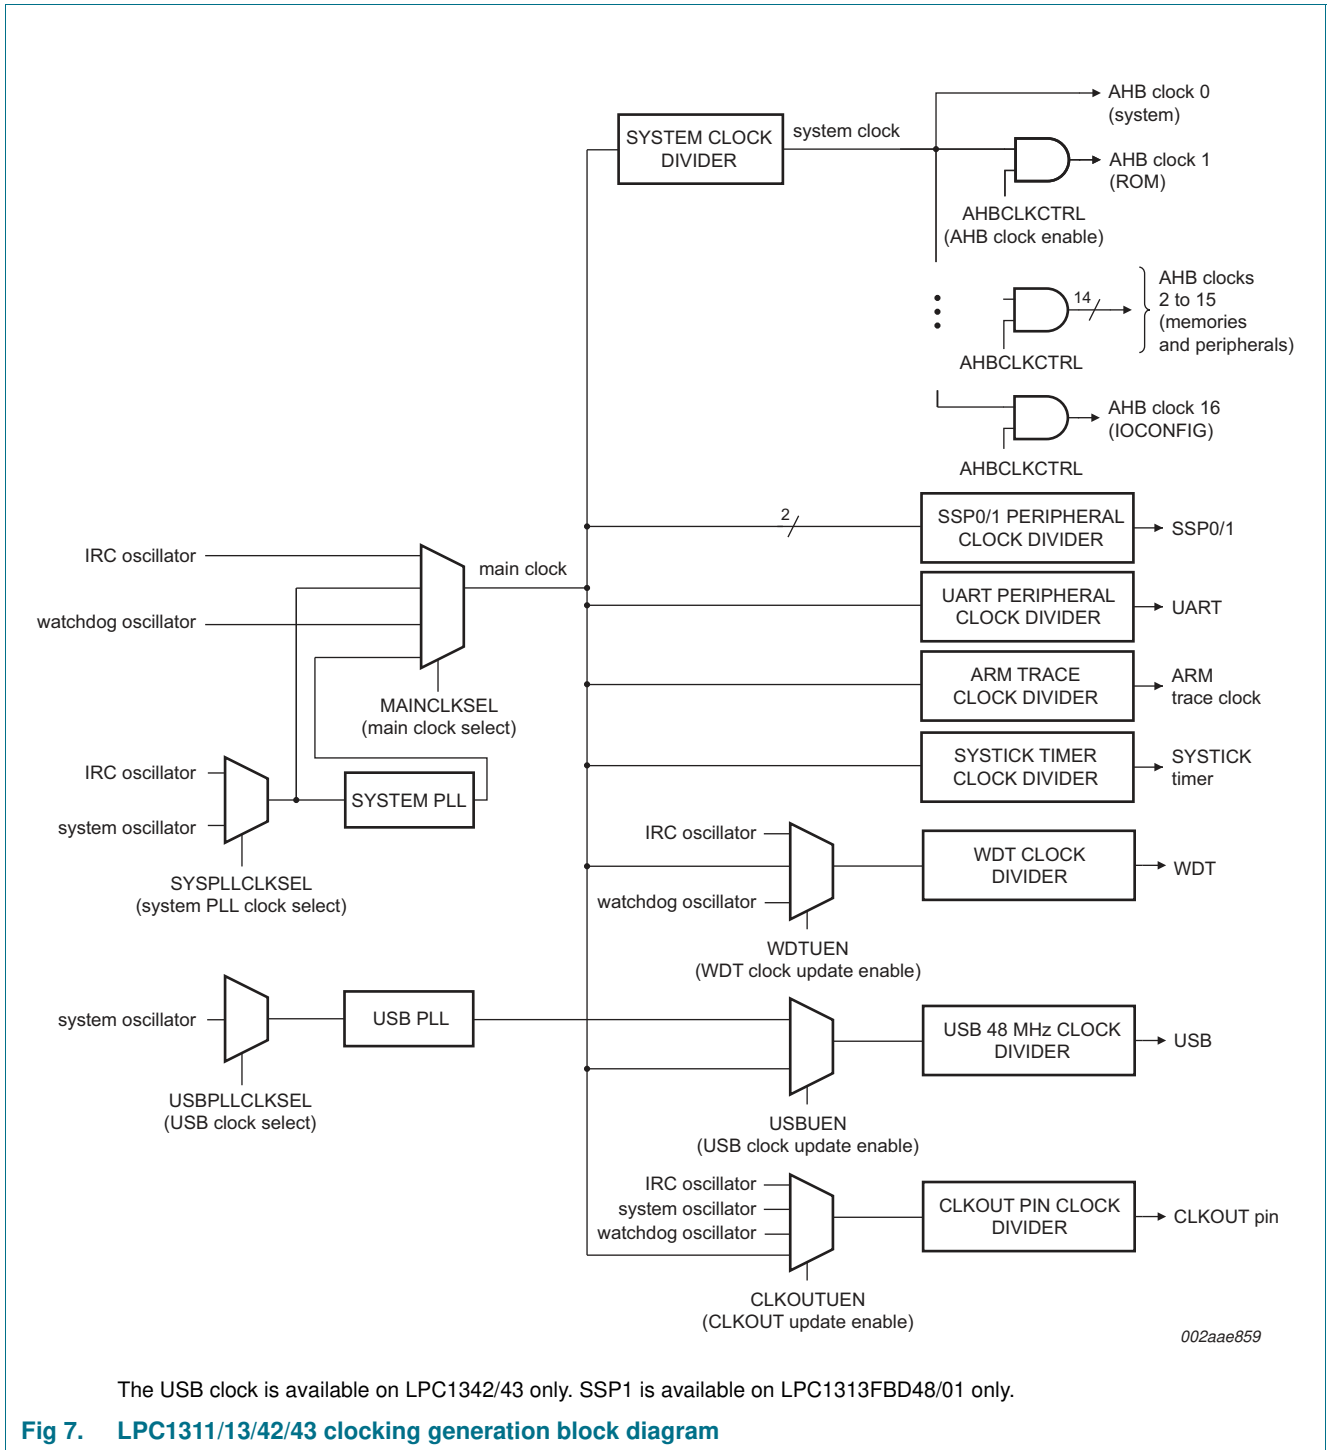 AHB clock 0
(system)
SYSTEM CLOCK
DIVIDER
system clock
AHB clock 1
(ROM)
AHBCLKCTRL
(AHB clock enable)
14
AHB clocks
2 to 15
(memories
and peripherals)
AHBCLKCTRL
AHB clock 16
(IOCONFIG)
AHBCLKCTRL
2
SSP0/1 PERIPHERAL
CLOCK DIVIDER
SSP0/1
IRC oscillator
main clock
watchdog oscillator
UART PERIPHERAL
CLOCK DIVIDER
UART
MAINCLKSEL
(main clock select)
ARM TRACE
CLOCK DIVIDER
ARM
trace clock
IRC oscillator
system oscillator
SYSTEM PLL
SYSPLLCLKSEL
(system PLL clock select)
SYSTICK TIMER
CLOCK DIVIDER
SYSTICK
timer
IRC oscillator
watchdog oscillator
WDT CLOCK
DIVIDER
WDT
WDTUEN
(WDT clock update enable)
system oscillator
USB PLL
USBPLLCLKSEL
(USB clock select)
USB 48 MHz CLOCK
DIVIDER
USB
USBUEN
(USB clock update enable)
IRC oscillator
system oscillator
watchdog oscillator
CLKOUT PIN CLOCK
DIVIDER
CLKOUT pin
CLKOUTUEN
(CLKOUT update enable)
002aae859
The USB clock is available on LPC1342/43 only. SSP1 is available on LPC1313FBD48/01 only.
Fig 7. LPC1311/13/42/43 clocking generation block diagram